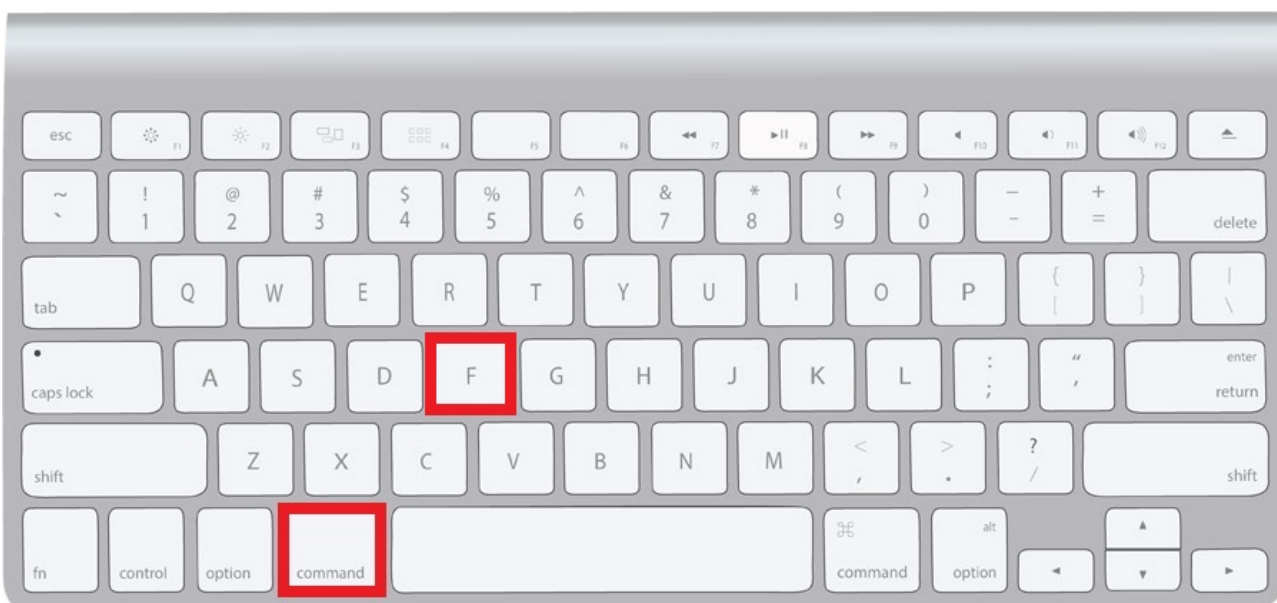 esc F1 F2 F3 F4 F5 F6 F7 F8 F9 F10 F11 F12
~ ! @ # $ % ^ & * ( ) — +
` 1 2 3 4 5 6 7 8 9 0 - = delete
tab Q W E R T Y U I O P { [ } ] | \
caps lock A S D F G H J K L : ; " ' enter return
shift Z X C V B N M < , > . ? / shift
fn control option command ⌘ command alt option